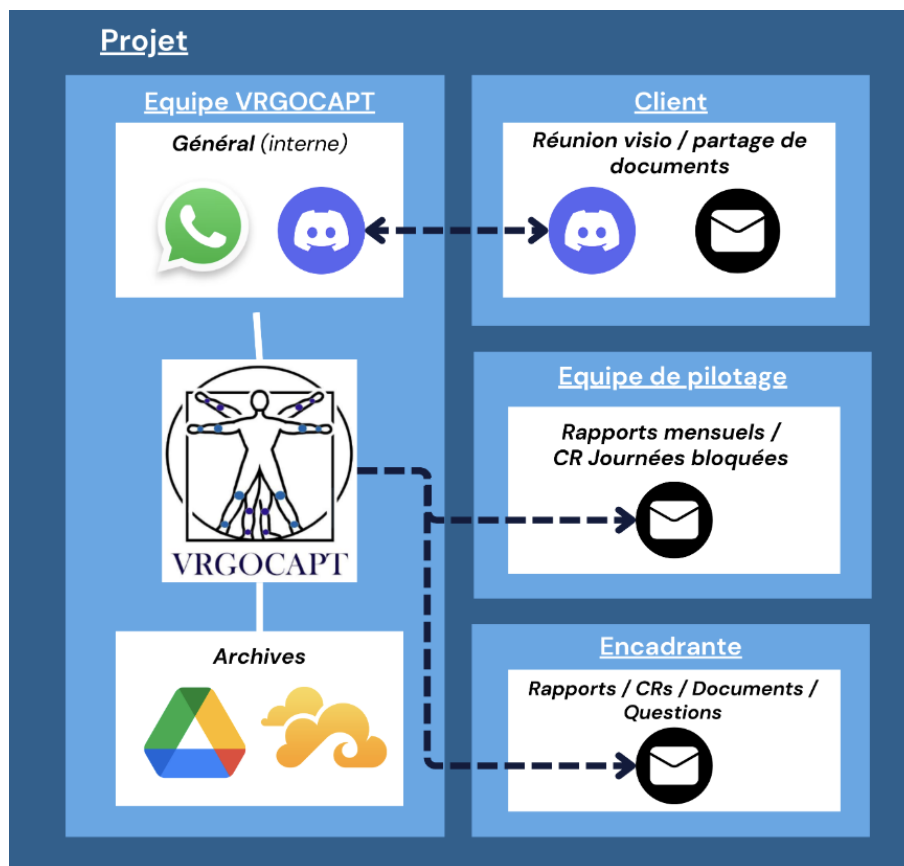 Projet
Equipe VRGOCAPT
Général (interne)
VRGOCAPT
Archives
Client
Réunion visio / partage de
documents
Equipe de pilotage
Rapports mensuels /
CR Journées bloquées
Encadrante
Rapports / CRs / Documents /
Questions